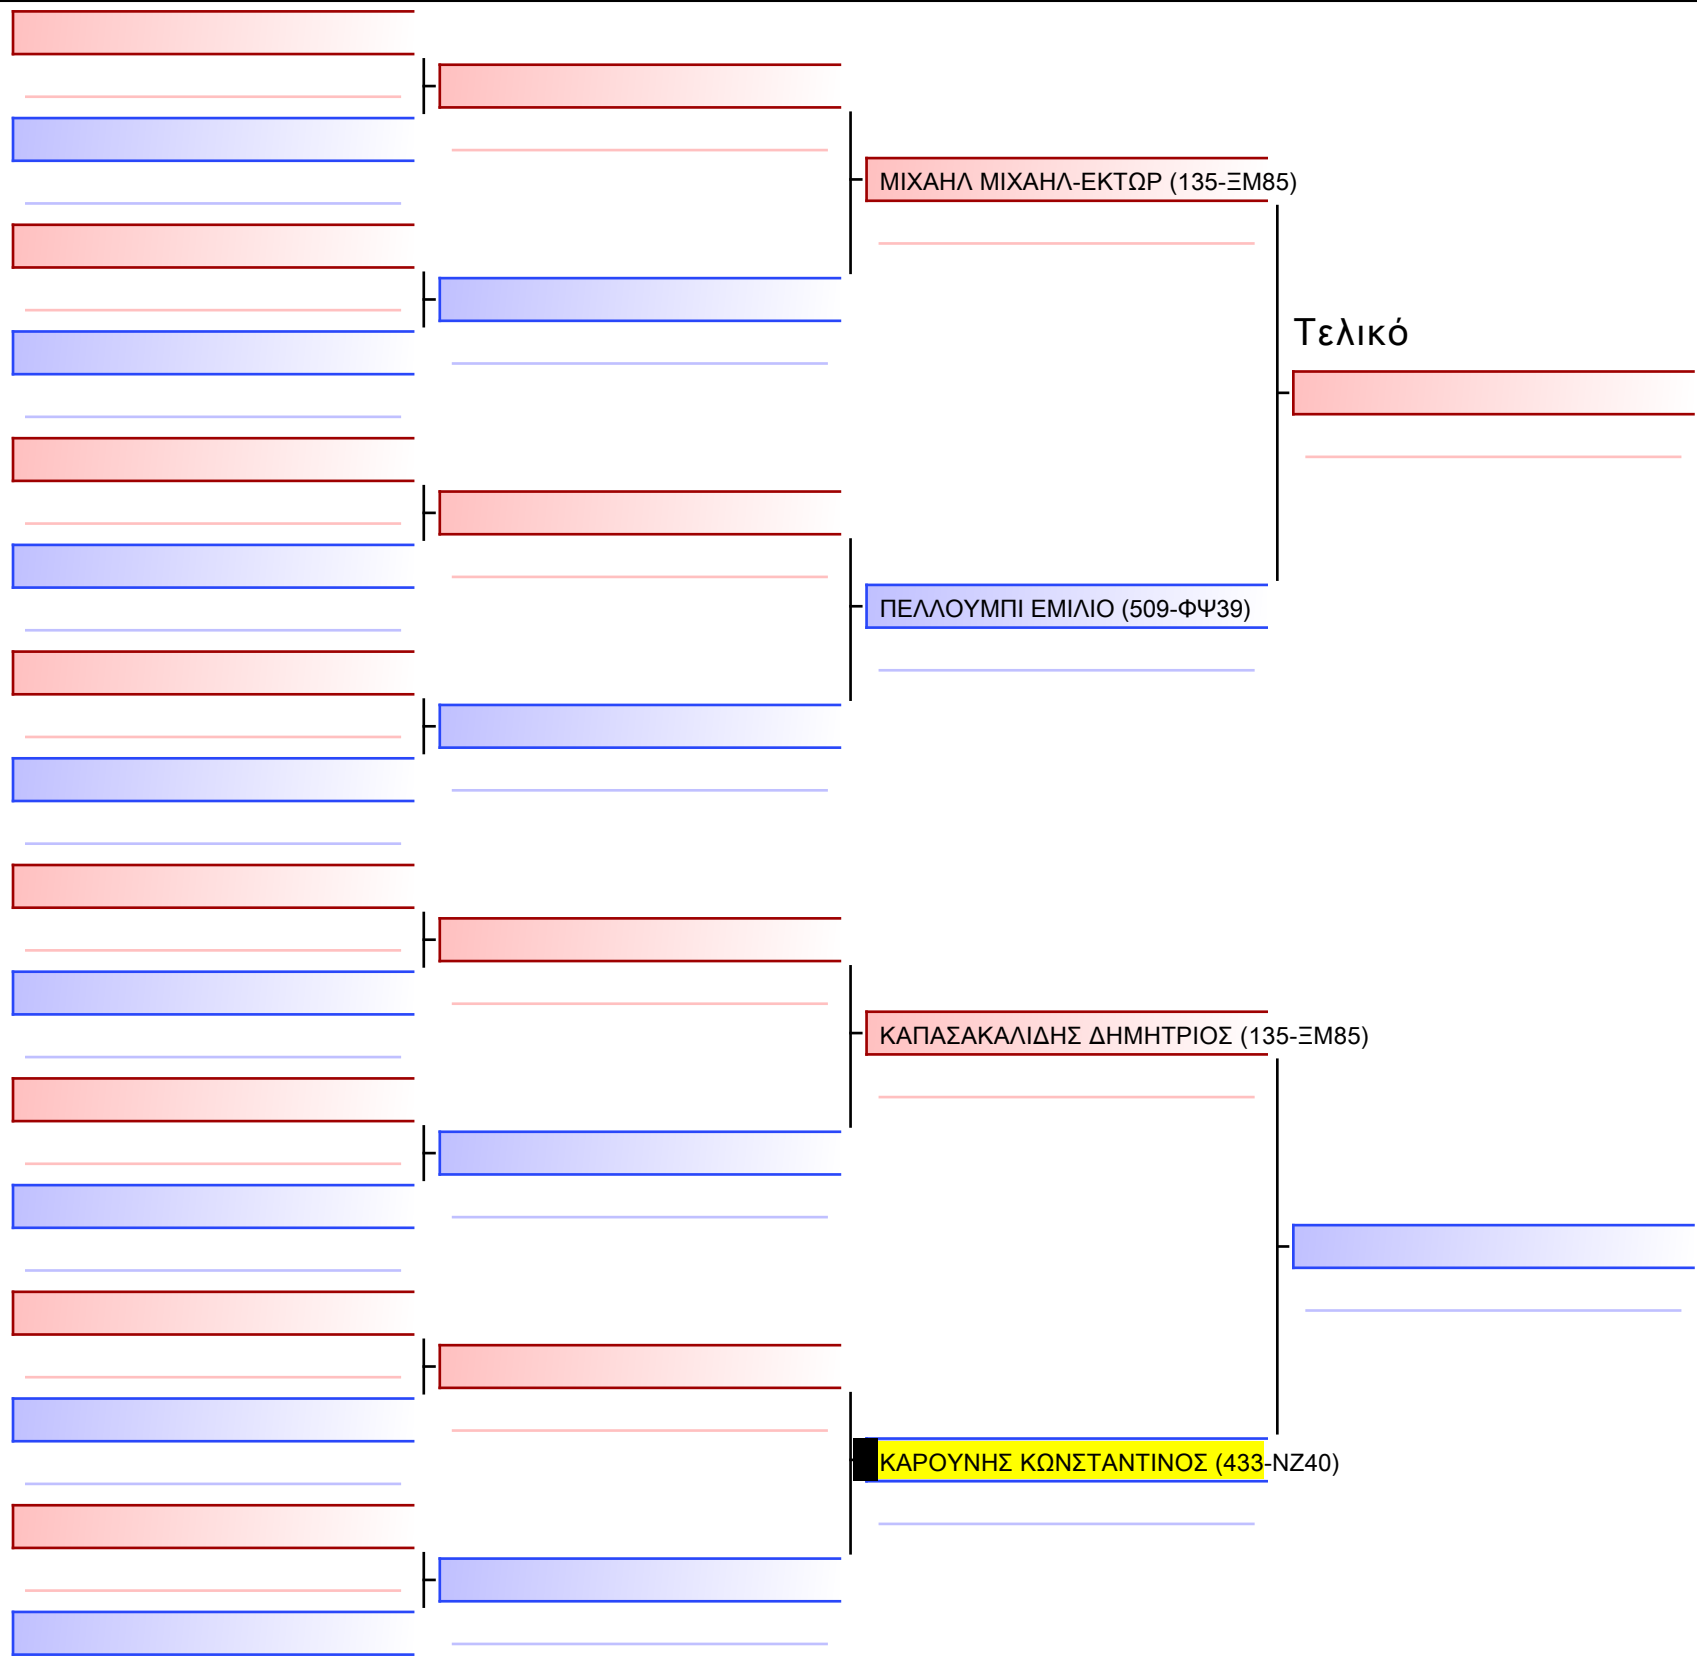 ΜΙΧΑΗΛ ΜΙΧΑΗΛ-ΕΚΤΩΡ (135-ΞΜ85)
Τελικό
ΠΕΛΛΟΥΜΠΙ ΕΜΙΛΙΟ (509-ΦΨ39)
ΚΑΠΑΣΑΚΑΛΙΔΗΣ ΔΗΜΗΤΡΙΟΣ (135-ΞΜ85)
ΚΑΡΟΥΝΗΣ ΚΩΝΣΤΑΝΤΙΝΟΣ (433-ΝΖ40)